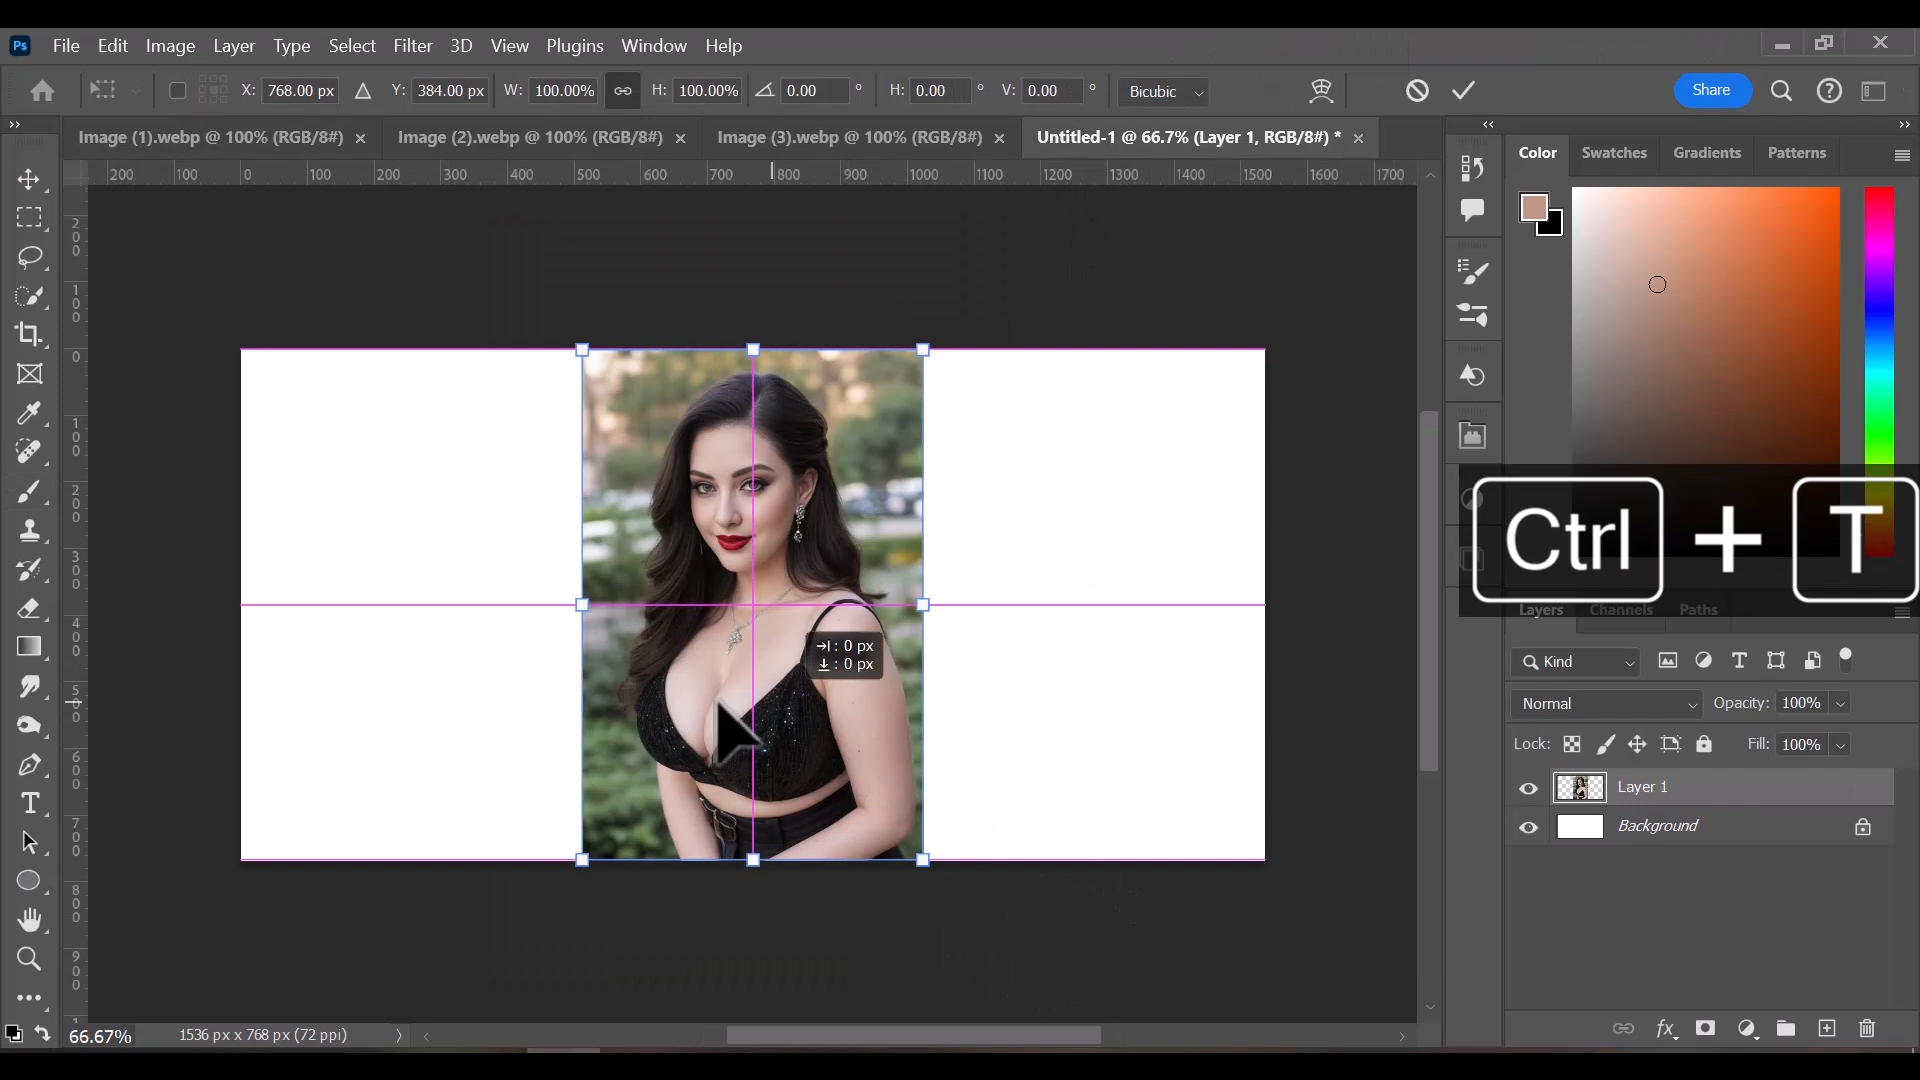 Ps File Edit Image Layer Type Select Filter 3D View Plugins Window Help
X: 768.00 px Y: 384.00 px W: 100.00% H: 100.00% 0.00 ° H: 0.00 ° V: 0.00 ° Bicubic Share
Image (1).webp @ 100% (RGB/8#) Image (2).webp @ 100% (RGB/8#) Image (3).webp @ 100% (RGB/8#) Untitled-1 @ 66.7% (Layer 1, RGB/8#) *
200 100 0 100 200 300 400 500 600 700 800 900 1000 1100 1200 1300 1400 1500 1600 1700
Color Swatches Gradients Patterns
200
100
0
100
200
300
400
500
600
700
800
900
: 0 px
: 0 px
Ctrl + T
Layers Channels Paths
Kind
Normal Opacity: 100%
Lock: Fill: 100%
Layer 1
Background
66.67% 1536 px x 768 px (72 ppi)